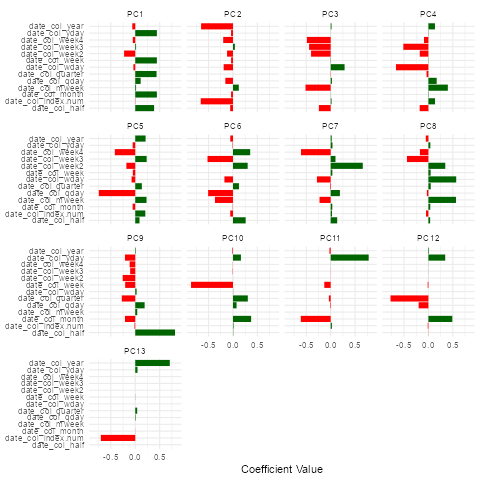 PC1 PC2 PC3 PC4
date_col_year
date_col_yday
date_col_week4
date_col_week3
date_col_week2
date_col_week
date_col_wday
date_col_quarter
date_col_qday
date_col_mweek
date_col_month
date_col_index.num
date_col_half
PC5 PC6 PC7 PC8
date_col_year
date_col_yday
date_col_week4
date_col_week3
date_col_week2
date_col_week
date_col_wday
date_col_quarter
date_col_qday
date_col_mweek
date_col_month
date_col_index.num
date_col_half
PC9 PC10 PC11 PC12
date_col_year
date_col_yday
date_col_week4
date_col_week3
date_col_week2
date_col_week
date_col_wday
date_col_quarter
date_col_qday
date_col_mweek
date_col_month
date_col_index.num
date_col_half
-0.5 0.0 0.5 -0.5 0.0 0.5 -0.5 0.0 0.5
PC13
date_col_year
date_col_yday
date_col_week4
date_col_week3
date_col_week2
date_col_week
date_col_wday
date_col_quarter
date_col_qday
date_col_mweek
date_col_month
date_col_index.num
date_col_half
-0.5 0.0 0.5
Coefficient Value